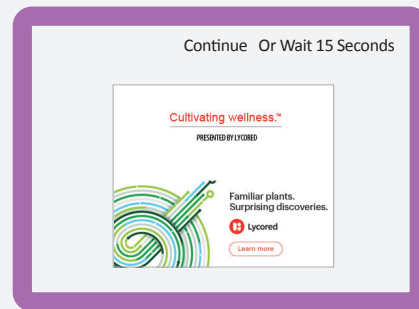 Continue Or Wait 15 Seconds
Cultivating wellness.™
PRESENTED BY LYCORED
Familiar plants.
Surprising discoveries.
Lycored
Learn more